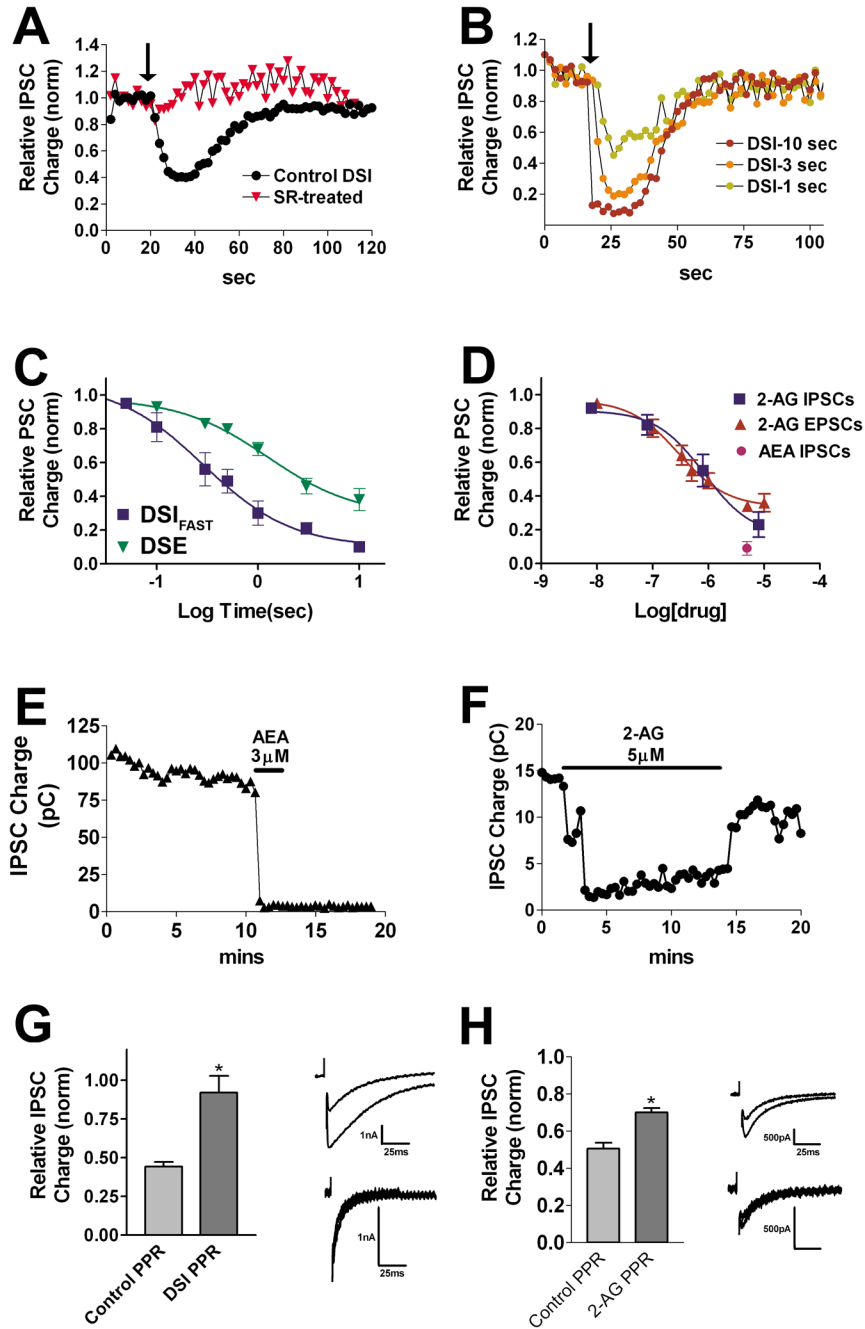 A
Relative IPSC
Charge (norm)
1.4
1.2
1.0
0.8
0.6
0.4
0.2
0.0
0 20 40 60 80 100 120
sec
Control DSI
SR-treated
B
Relative IPSC
Charge (norm)
1.2
1.0
0.8
0.6
0.4
0.2
0 25 50 75 100
sec
DSI-10 sec
DSI-3 sec
DSI-1 sec
C
Relative PSC
Charge (norm)
1.0
0.8
0.6
0.4
0.2
0.0
-1 0 1
Log Time(sec)
DSIFAST
DSE
D
Relative PSC
Charge (norm)
1.0
0.8
0.6
0.4
0.2
0.0
-9 -8 -7 -6 -5 -4
Log[drug]
2-AG IPSCs
2-AG EPSCs
AEA IPSCs
E
IPSC Charge
(pC)
125
100
75
50
25
0
0 5 10 15 20
mins
AEA
3μM
F
IPSC Charge (pC)
20
15
10
5
0
0 5 10 15 20
mins
2-AG
5μM
G
Relative IPSC
Charge (norm)
1.00
0.75
0.50
0.25
0.00
*
Control PPR
DSI PPR
1nA
25ms
1nA
25ms
H
Relative IPSC
Charge (norm)
1.0
0.8
0.6
0.4
0.2
0.0
*
Control PPR
2-AG PPR
500pA
25ms
500pA